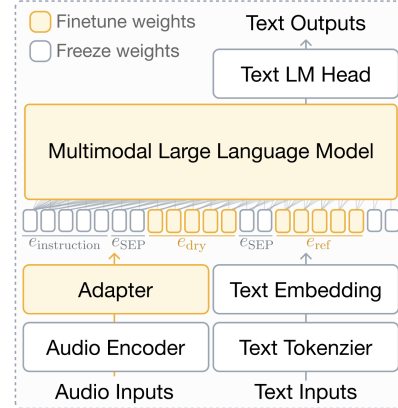 Finetune weights
Freeze weights
Text Outputs
Text LM Head
Multimodal Large Language Model
e_instruction e_SEP e_dry e_SEP e_ref
Adapter
Text Embedding
Audio Encoder
Text Tokenzier
Audio Inputs
Text Inputs